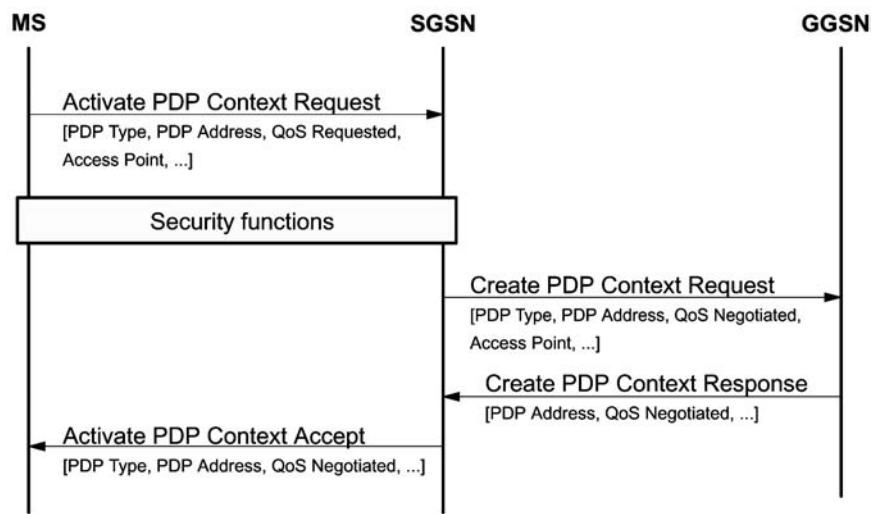 MS SGSN GGSN
Activate PDP Context Request
[PDP Type, PDP Address, QoS Requested,
Access Point, ...]
Security functions
Create PDP Context Request
[PDP Type, PDP Address, QoS Negotiated,
Access Point, ...]
Create PDP Context Response
[PDP Address, QoS Negotiated, ...]
Activate PDP Context Accept
[PDP Type, PDP Address, QoS Negotiated, ...]